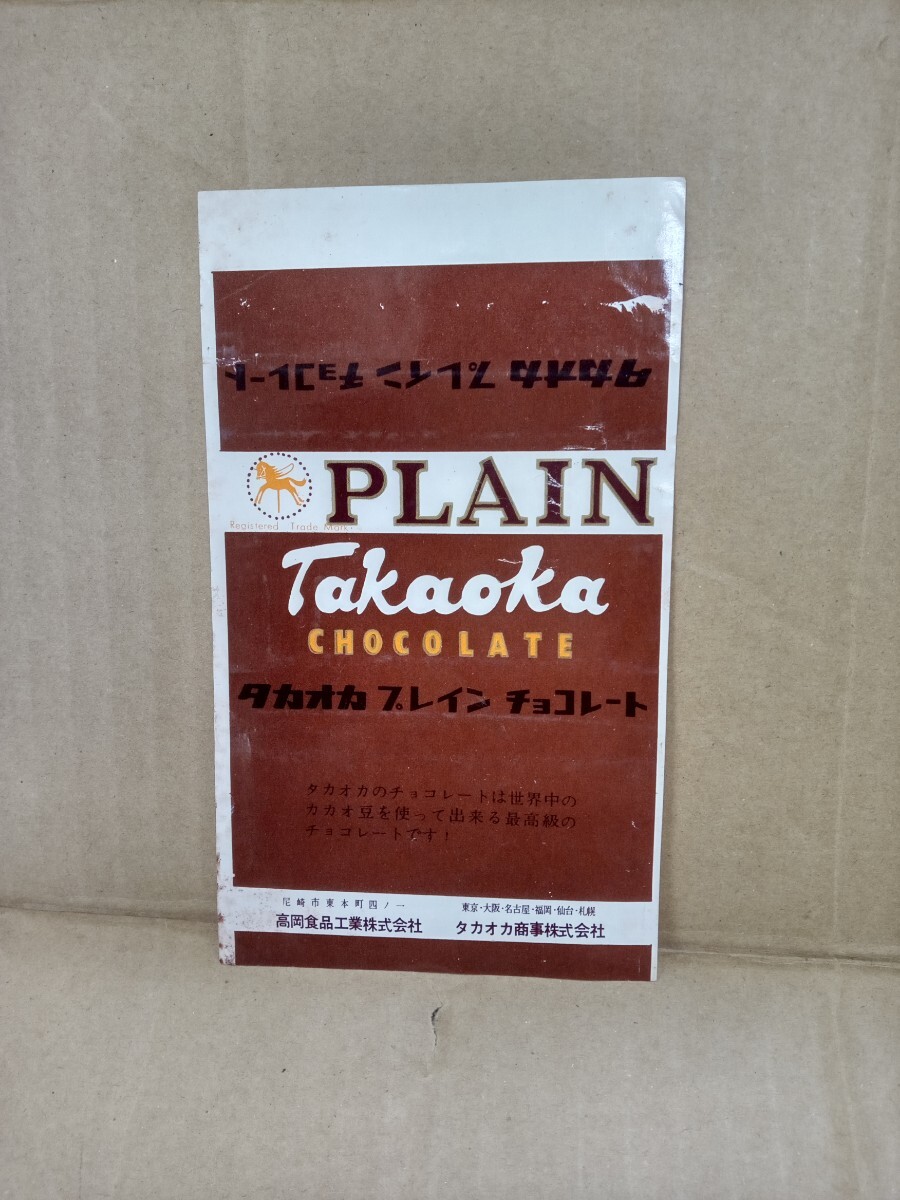 タカオカ プレイン チョコレート
PLAIN
Registered Trade Mark
Takaoka
CHOCOLATE
タカオカ プレイン チョコレート
タカオカのチョコレートは世界中の
カカオ豆を使って出来る最高級の
チョコレートです!
尼崎市東本町四ノ一
高岡食品工業株式会社
東京・大阪・名古屋・福岡・仙台・札幌
タカオカ商事株式会社